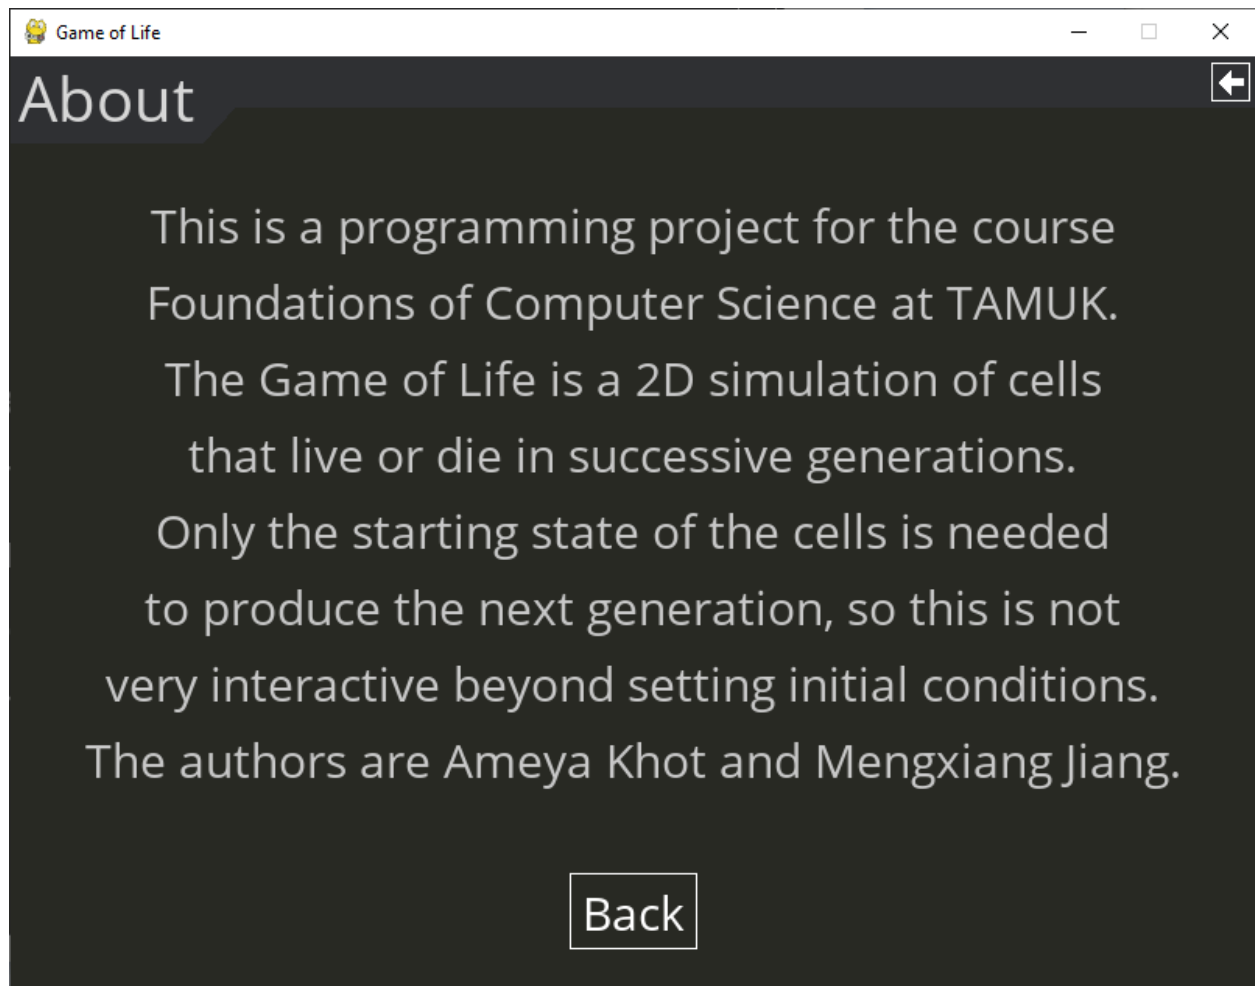 Game of Life
About
This is a programming project for the course
Foundations of Computer Science at TAMUK.
The Game of Life is a 2D simulation of cells
that live or die in successive generations.
Only the starting state of the cells is needed
to produce the next generation, so this is not
very interactive beyond setting initial conditions.
The authors are Ameya Khot and Mengxiang Jiang.
Back